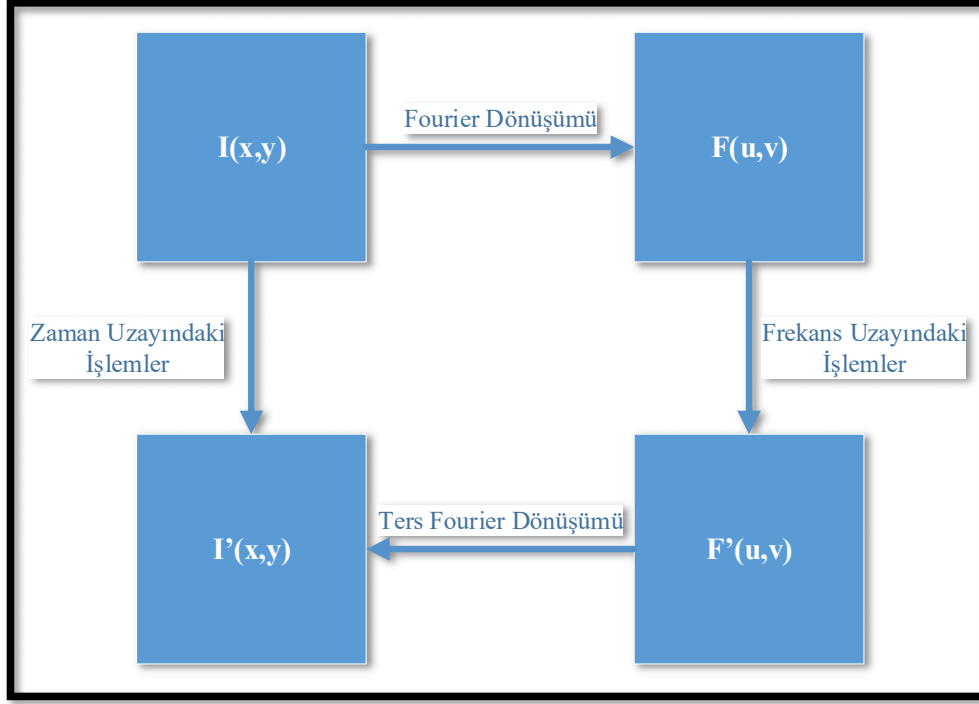 Fourier Dönüşümü
I(x,y)
F(u,v)
Zaman Uzayındaki
İşlemler
Frekans Uzayındaki
İşlemler
Ters Fourier Dönüşümü
I’(x,y)
F’(u,v)